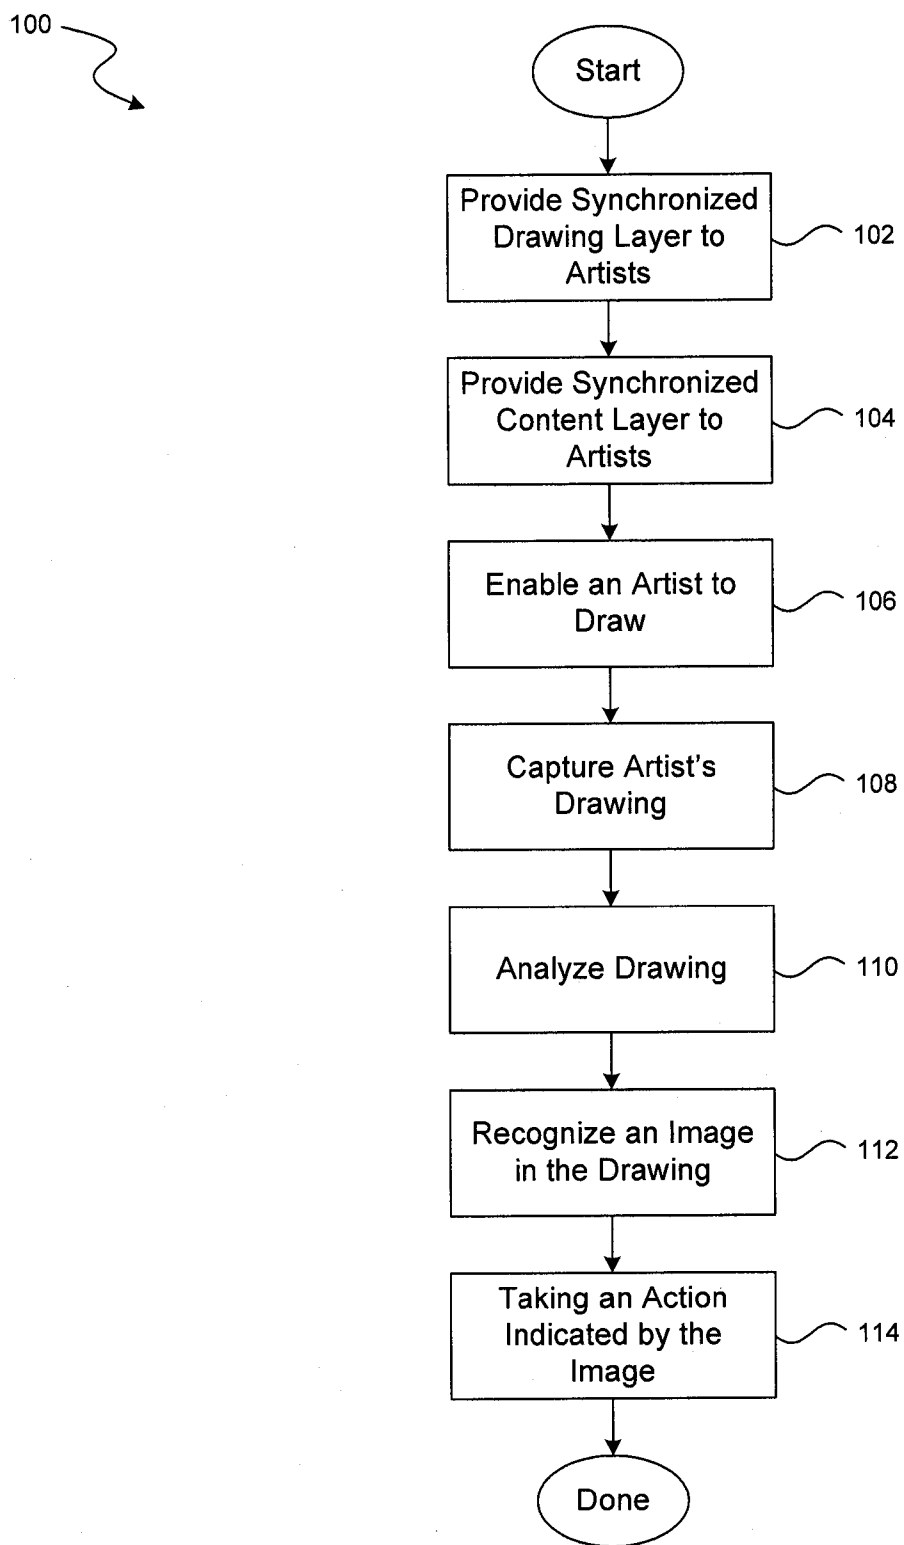 100
Start
Provide Synchronized
Drawing Layer to
Artists
102
Provide Synchronized
Content Layer to
Artists
104
Enable an Artist to
Draw
106
Capture Artist's
Drawing
108
Analyze Drawing
110
Recognize an Image
in the Drawing
112
Taking an Action
Indicated by the
Image
114
Done